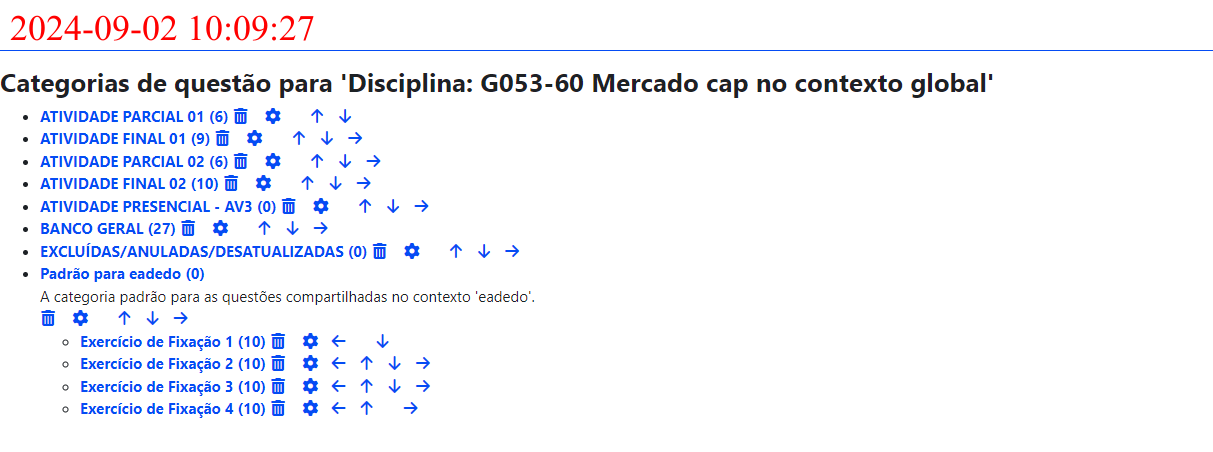 2024-09-02 10:09:27
Categorias de questão para 'Disciplina: G053-60 Mercado cap no contexto global'
ATIVIDADE PARCIAL 01 (6)
ATIVIDADE FINAL 01 (9)
ATIVIDADE PARCIAL 02 (6)
ATIVIDADE FINAL 02 (10)
ATIVIDADE PRESENCIAL - AV3 (0)
BANCO GERAL (27)
EXCLUÍDAS/ANULADAS/DESATUALIZADAS (0)
Padrão para eadedo (0)
A categoria padrão para as questões compartilhadas no contexto 'eadedo'.
Exercício de Fixação 1 (10)
Exercício de Fixação 2 (10)
Exercício de Fixação 3 (10)
Exercício de Fixação 4 (10)